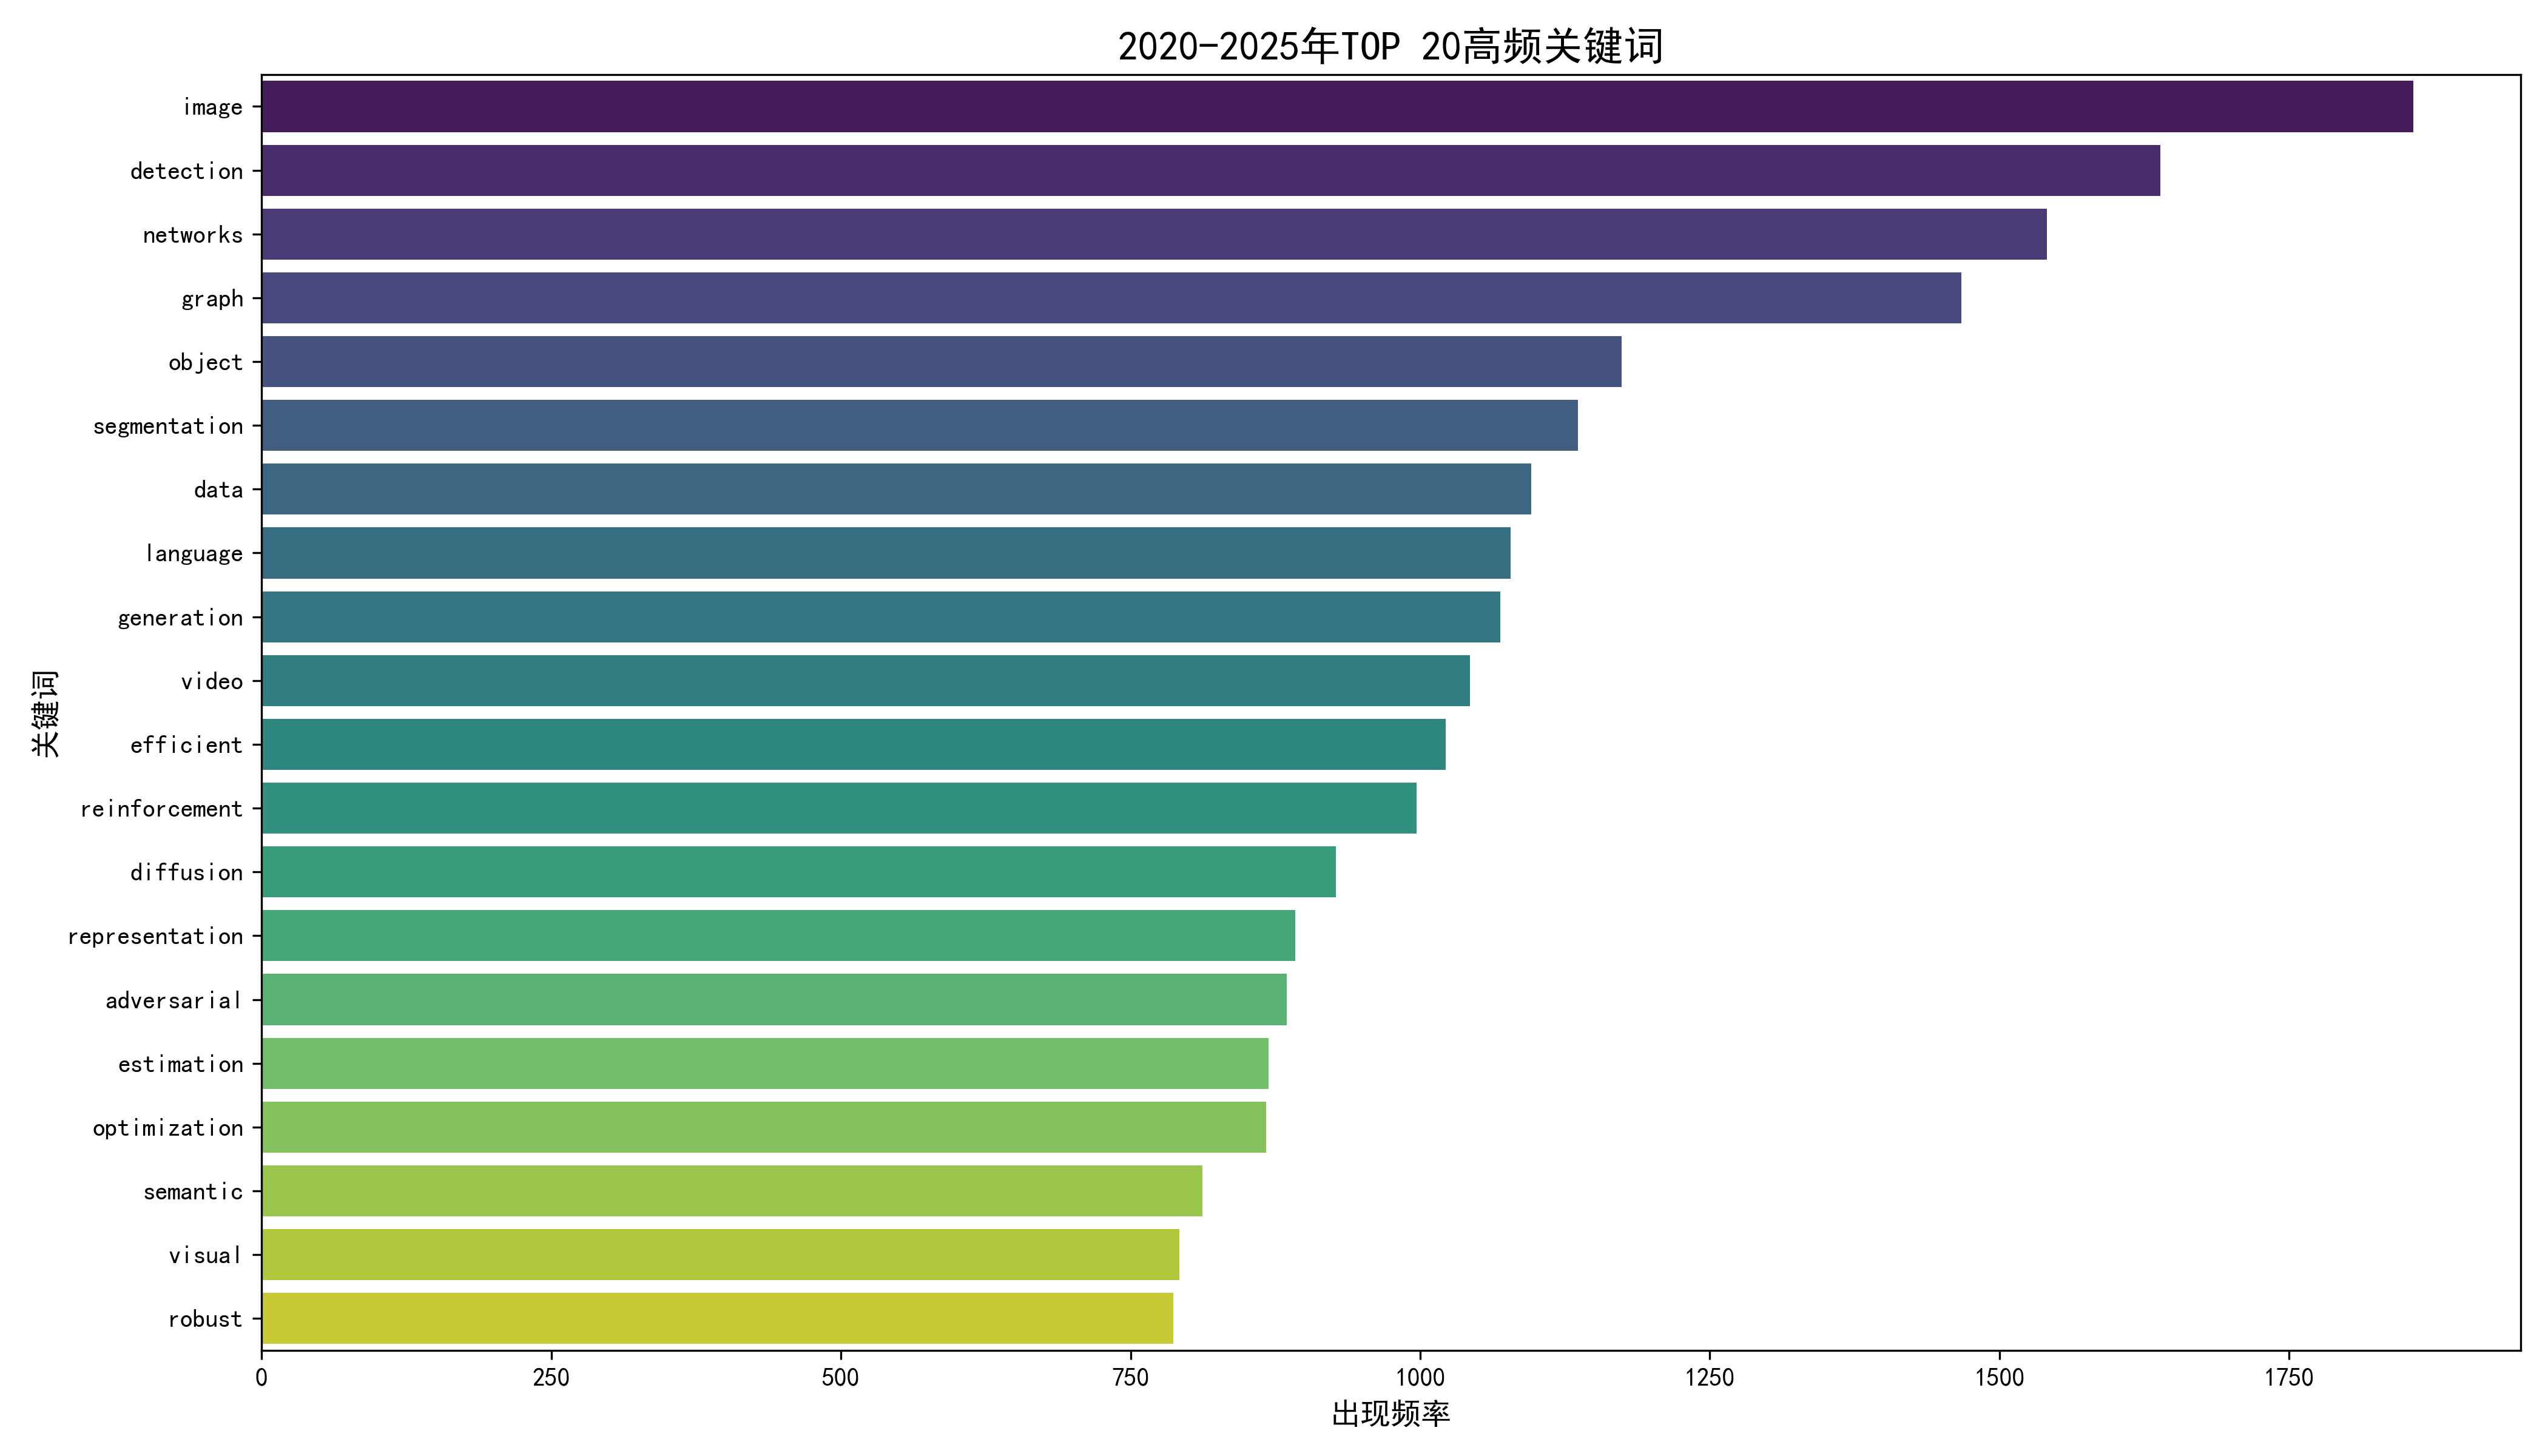 2020-2025年TOP 20高频关键词
image
detection
networks
graph
object
segmentation
data
language
generation
video
efficient
reinforcement
diffusion
representation
adversarial
estimation
optimization
semantic
visual
robust
关键词
0 250 500 750 1000 1250 1500 1750
出现频率